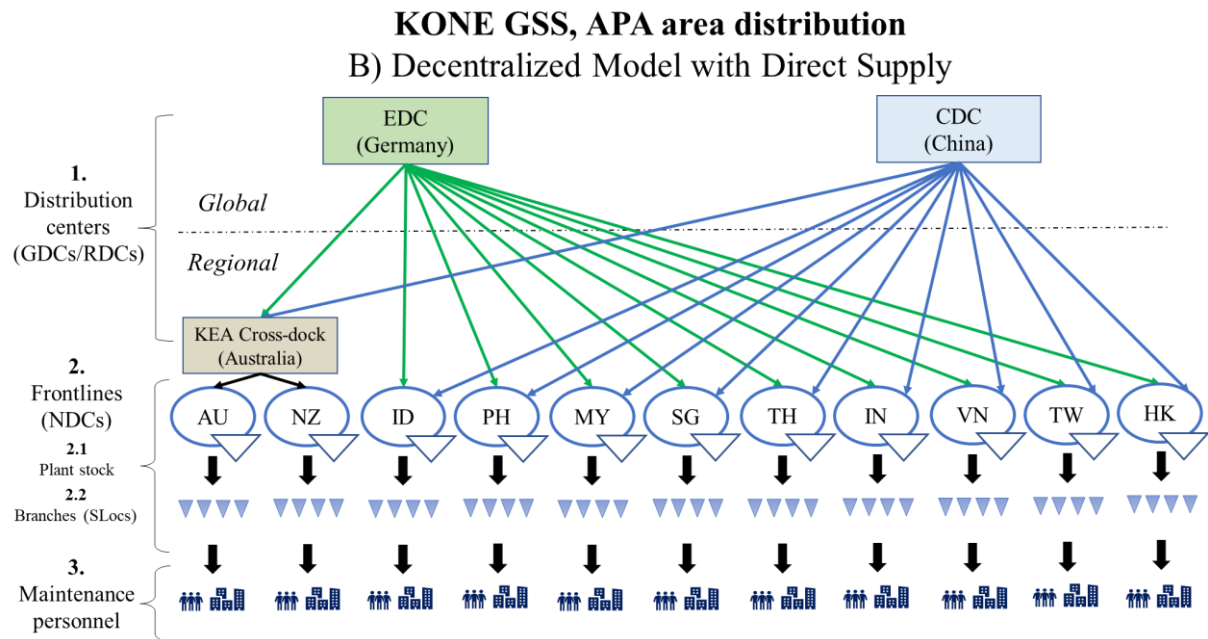 KONE GSS, APA area distribution
B) Decentralized Model with Direct Supply
EDC
(Germany)
CDC
(China)
1.
Distribution
centers
(GDCs/RDCs)
Global
Regional
KEA Cross-dock
(Australia)
2.
Frontlines
(NDCs)
2.1
Plant stock
2.2
Branches (SLocs)
AU
NZ
ID
PH
MY
SG
TH
IN
VN
TW
HK
3.
Maintenance
personnel